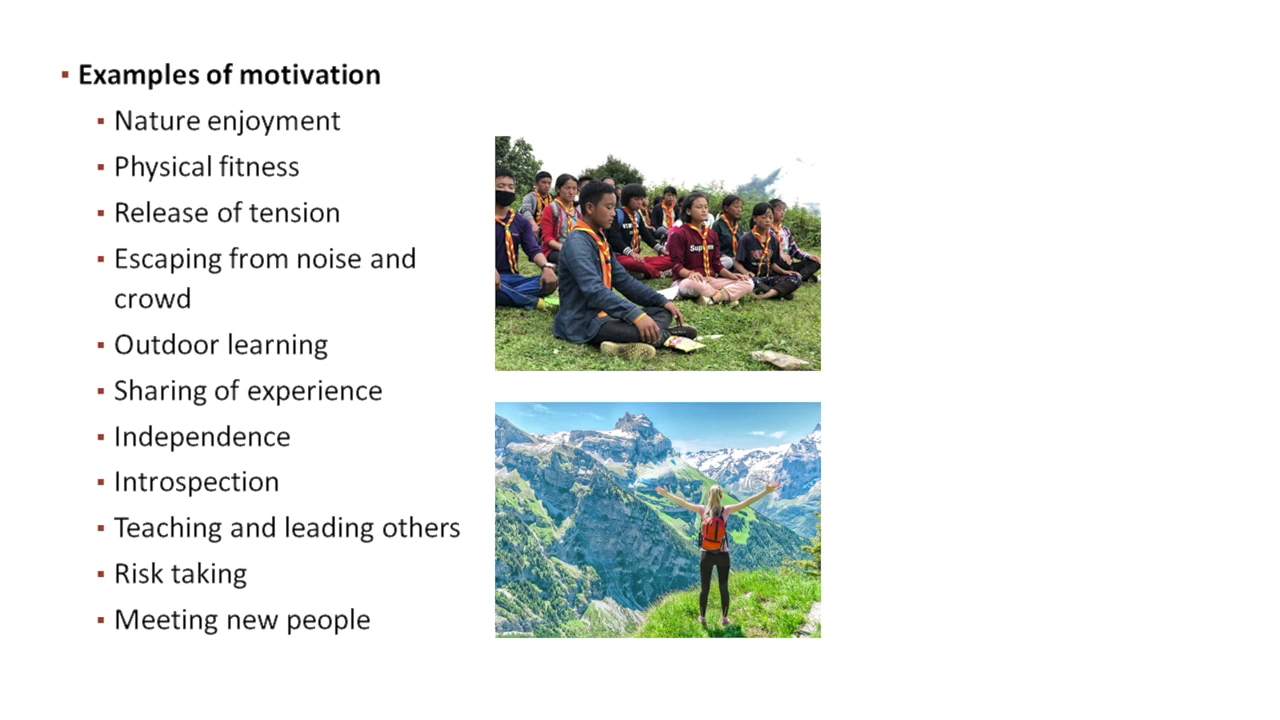 Examples of motivation
Nature enjoyment
Physical fitness
Release of tension
Escaping from noise and
crowd
Outdoor learning
Sharing of experience
Independence
Introspection
Teaching and leading others
Risk taking
Meeting new people